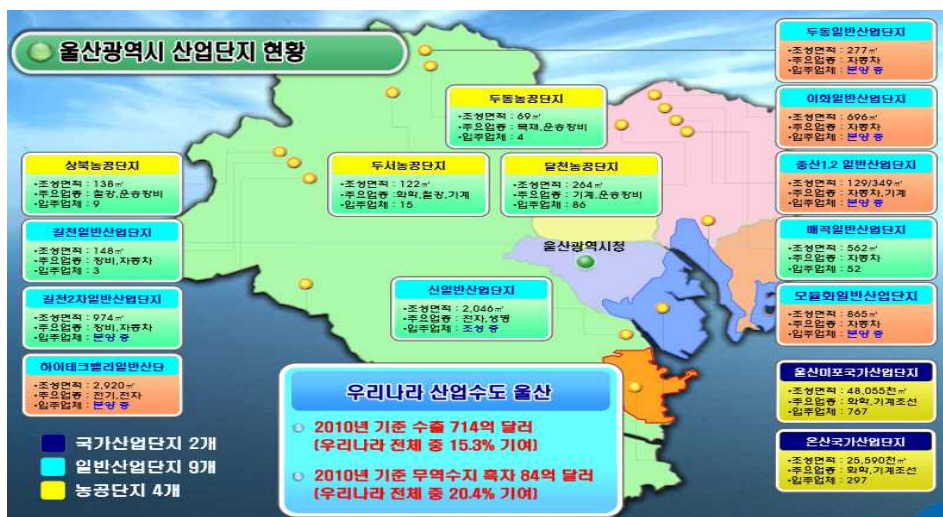 울산광역시 산업단지 현황
두동일반산업단지
·조성면적 : 277㎡
·주요업종 : 자동차
·입주업체 : 분양 중
두동농공단지
·조성면적 : 69㎡
·주요업종 : 목재,운송장비
·입주업체 : 4
이화일반산업단지
·조성면적 : 696㎡
·주요업종 : 자동차
·입주업체 : 분양 중
상북농공단지
·조성면적 : 138㎡
·주요업종 : 철강,운송장비
·입주업체 : 9
두서농공단지
·조성면적 : 122㎡
·주요업종 : 화학,철강,기계
·입주업체 : 15
달천농공단지
·조성면적 : 264㎡
·주요업종 : 기계,운송장비
·입주업체 : 86
중산1,2 일반산업단지
·조성면적 : 129/349㎡
·주요업종 : 자동차,기계
·입주업체 : 분양 중
길천일반산업단지
·조성면적 : 148㎡
·주요업종 : 장비,자동차
·입주업체 : 3
울산광역시청
매곡일반산업단지
·조성면적 : 562㎡
·주요업종 : 자동차
·입주업체 : 52
길천2차일반산업단지
·조성면적 : 974㎡
·주요업종 : 장비,자동차
·입주업체 : 분양 중
신일반산업단지
·조성면적 : 2,046㎡
·주요업종 : 전자,생명
·입주업체 : 조성 중
모듈화일반산업단지
·조성면적 : 865㎡
·주요업종 : 자동차
·입주업체 : 분양 중
하이테크밸리일반산단
·조성면적 : 2,920㎡
·주요업종 : 전기,전자
·입주업체 : 분양 중
우리나라 산업수도 울산
2010년 기준 수출 714억 달러
(우리나라 전체 중 15.3% 기여)
2010년 기준 무역수지 흑자 84억 달러
(우리나라 전체 중 20.4% 기여)
울산미포국가산업단지
·조성면적 : 48,055천㎡
·주요업종 : 화학,기계조선
·입주업체 : 767
온산국가산업단지
·조성면적 : 25,590천㎡
·주요업종 : 화학,기계조선
·입주업체 : 297
국가산업단지 2개
일반산업단지 9개
농공단지 4개